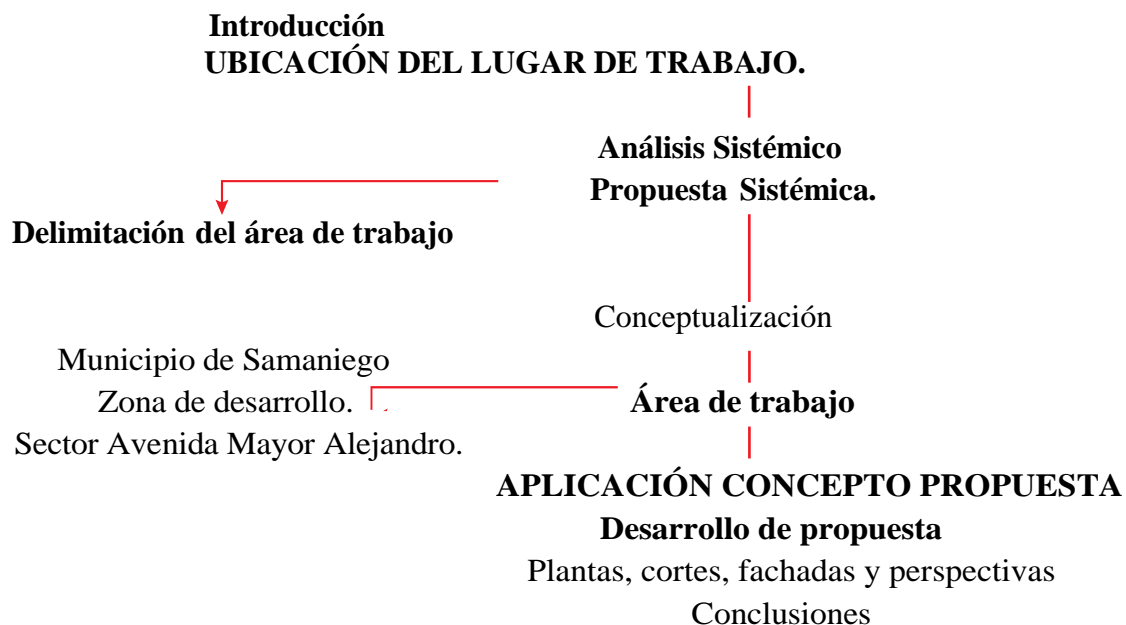 Introducción
UBICACIÓN DEL LUGAR DE TRABAJO.
Análisis Sistémico
Propuesta Sistémica.
Delimitación del área de trabajo
Conceptualización
Municipio de Samaniego
Zona de desarrollo.
Área de trabajo
Sector Avenida Mayor Alejandro.
APLICACIÓN CONCEPTO PROPUESTA
Desarrollo de propuesta
Plantas, cortes, fachadas y perspectivas
Conclusiones